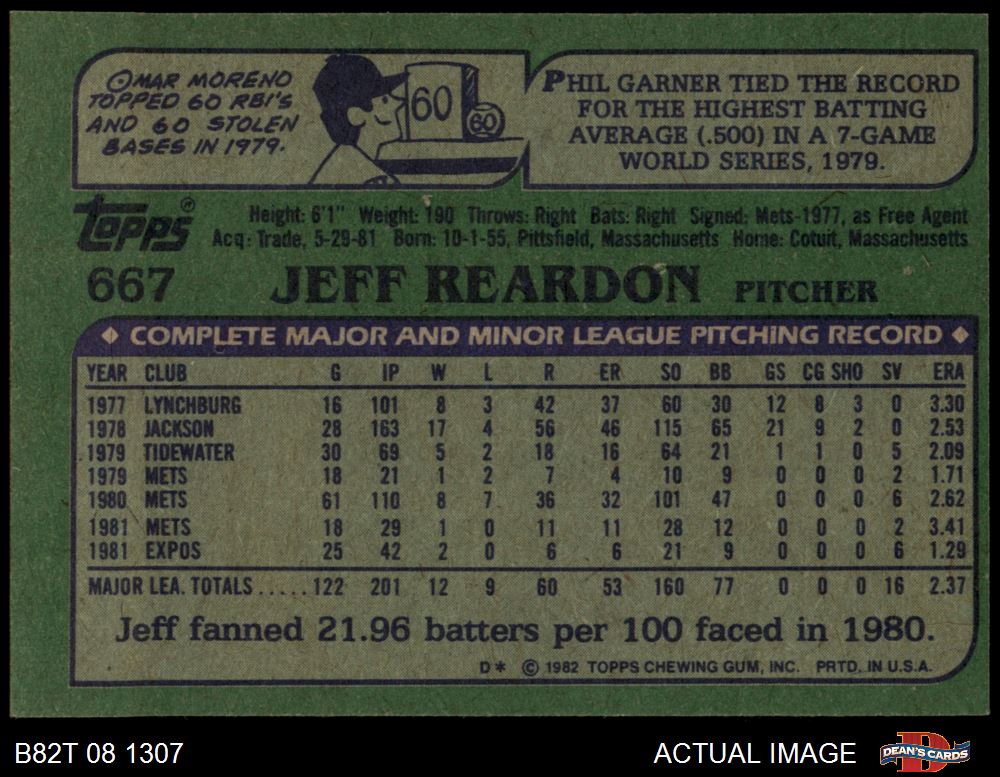 OMAR MORENO
TOPPED 60 RBI'S
AND 60 STOLEN
BASES IN 1979.
60
60
PHIL GARNER TIED THE RECORD
FOR THE HIGHEST BATTING
AVERAGE (.500) IN A 7-GAME
WORLD SERIES, 1979.
Topps®
Height: 6'1" Weight: 190 Throws: Right Bats: Right Signed: Mets-1977, as Free Agent
Acq: Trade, 5-29-81 Born: 10-1-55, Pittsfield, Massachusetts Home: Cotuit, Massachusetts
667 JEFF REARDON PITCHER
◆ COMPLETE MAJOR AND MINOR LEAGUE PITCHING RECORD ◆
YEAR CLUB G IP W L R ER SO BB GS CG SHO SV ERA
1977 LYNCHBURG 16 101 8 3 42 37 60 30 12 8 3 0 3.30
1978 JACKSON 28 163 17 4 56 46 115 65 21 9 2 0 2.53
1979 TIDEWATER 30 69 5 2 18 16 64 21 1 1 0 5 2.09
1979 METS 18 21 1 2 7 4 10 9 0 0 0 2 1.71
1980 METS 61 110 8 7 36 32 101 47 0 0 0 6 2.62
1981 METS 18 29 1 0 11 11 28 12 0 0 0 2 3.41
1981 EXPOS 25 42 2 0 6 6 21 9 0 0 0 6 1.29
MAJOR LEA. TOTALS.....122 201 12 9 60 53 160 77 0 0 0 16 2.37
Jeff fanned 21.96 batters per 100 faced in 1980.
D* © 1982 TOPPS CHEWING GUM, INC. PRTD. IN U.S.A.
B82T 08 1307 ACTUAL IMAGE D DEAN'S CARDS